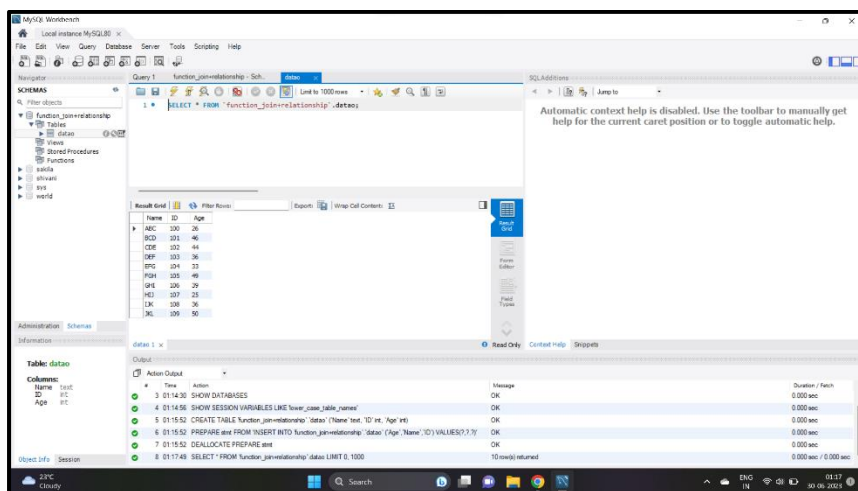 MySQL Workbench
Local instance MySQL80
File Edit View Query Database Server Tools Scripting Help
Navigator
SCHEMAS
Filter objects
function_join+relationship
Tables
datao
Views
Stored Procedures
Functions
sakila
shivani
sys
world
Administration Schemas
Information
Table: datao
Columns:
Name text
ID int
Age int
Object Info Session
Query 1 function_join+relationship - Sch... datao
Limit to 1000 rows
1 SELECT * FROM `function_join+relationship`.datao;
Result Grid Filter Rows: Export: Wrap Cell Content:
Name ID Age
ABC 100 26
BCD 101 46
CDE 102 44
DEF 103 36
EFG 104 33
FGH 105 49
GHI 106 39
HIJ 107 25
IJK 108 36
JKL 109 50
Result Grid
Form Editor
Field Types
datao 1 Read Only
SQLAdditions
Jump to
Automatic context help is disabled. Use the toolbar to manually get
help for the current caret position or to toggle automatic help.
Context Help Snippets
Output
Action Output
# Time Action Message Duration / Fetch
3 01:14:30 SHOW DATABASES OK 0.000 sec
4 01:14:56 SHOW SESSION VARIABLES LIKE 'lower_case_table_names' OK 0.000 sec
5 01:15:52 CREATE TABLE `function_join+relationship`.`datao` (`Name` text, `ID` int, `Age` int) OK 0.000 sec
6 01:15:52 PREPARE stmt FROM 'INSERT INTO `function_join+relationship`.`datao` (`Age`,`Name`,`ID`) VALUES(?,?,?)' OK 0.000 sec
7 01:15:52 DEALLOCATE PREPARE stmt OK 0.000 sec
8 01:17:49 SELECT * FROM `function_join+relationship`.datao LIMIT 0, 1000 10 row(s) returned 0.000 sec / 0.000 sec
23°C
Cloudy
Search
ENG
IN
01:17
30-06-2023